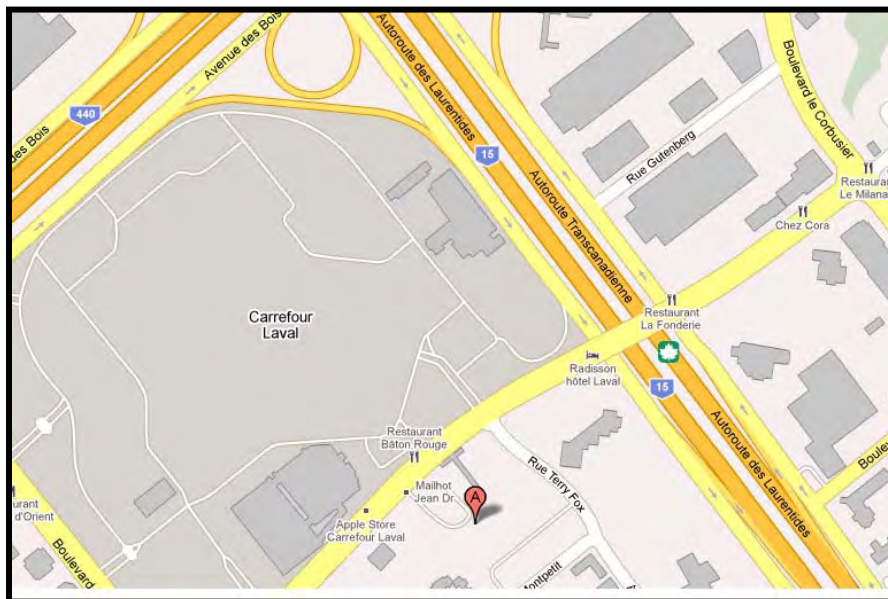 Avenue des Bois
440
des Bois
Autoroute des Laurentides
15
Autoroute Transcanadienne
Rue Gutenberg
Boulevard le Corbusier
Restaurant
Le Milana
Chez Cora
Carrefour
Laval
Restaurant
La Fonderie
Radisson
hôtel Laval
15
Autoroute des Laurentides
Restaurant
Bâton Rouge
Mailhot
Jean Dr
A
Rue Terry Fox
Apple Store
Carrefour Laval
urant
d'Orient
Boulevard
Montpetit
Boulev